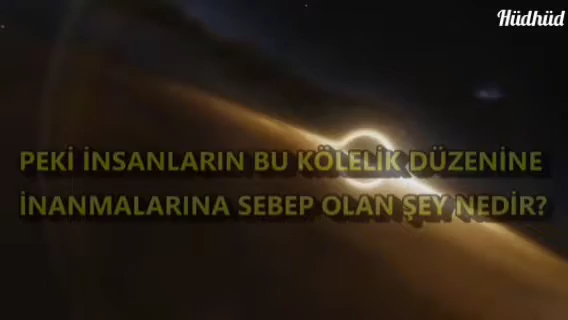 Hüdhüd
PEKİ İNSANLARIN BU KÖLELİK DÜZENİNE
İNANMALARINA SEBEP OLAN ŞEY NEDİR?